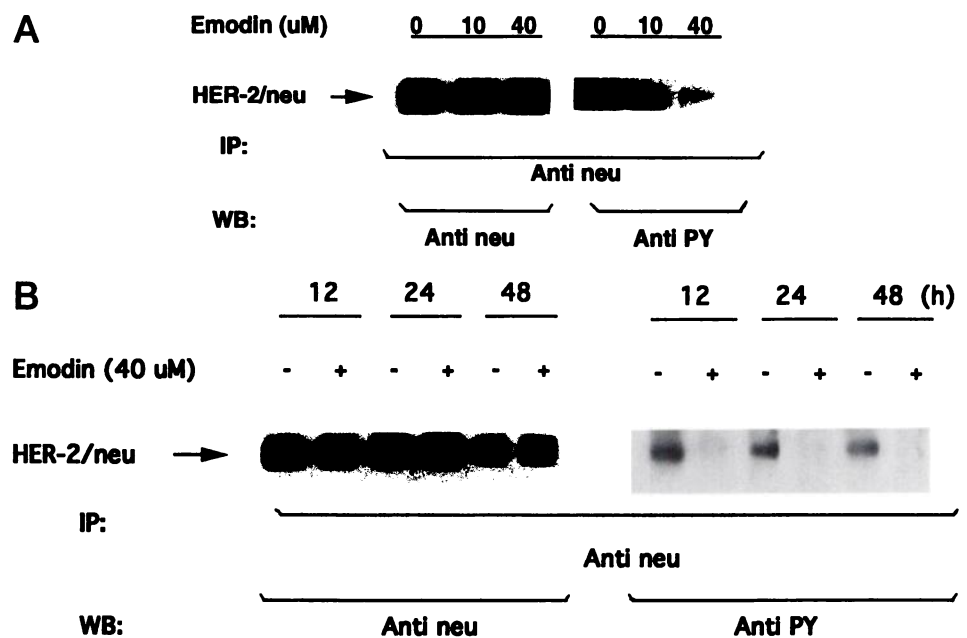 A
Emodin (uM) 0 10 40 0 10 40
HER-2/neu
IP:
Anti neu
WB:
Anti neu Anti PY
B
12 24 48 12 24 48 (h)
Emodin (40 uM) - + - + - + - + - + - +
HER-2/neu
IP:
Anti neu
WB: Anti neu Anti PY